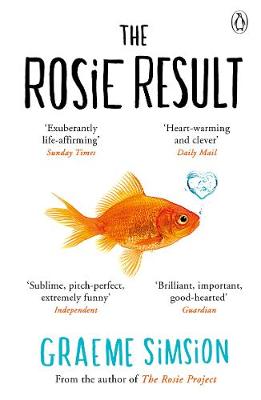 THE
ROSiE RESULT
‘Exuberantly
life-affirming’
Sunday Times
‘Heart-warming
and clever’
Daily Mail
‘Sublime, pitch-perfect,
extremely funny’
Independent
‘Brilliant, important,
good-hearted’
Guardian
GRAEME SiMSiON
From the author of The Rosie Project